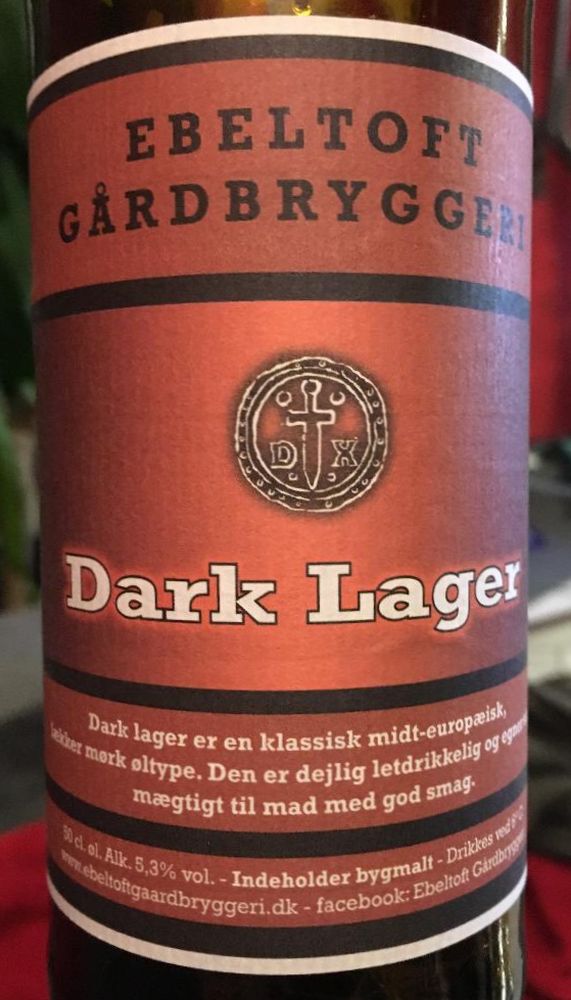 EBELTOFT
GÅRDBRYGGERI
D X
Dark Lager
Dark lager er en klassisk midt-europæisk,
lækker mørk øltype. Den er dejlig letdrikkelig og
mægtigt til mad med god smag.
50 cl. øl. Alk. 5,3% vol. - Indeholder bygmalt - Drikkes ved 6°C
www.ebeltoftgaardbryggeri.dk - facebook: Ebeltoft Gårdbryggeri